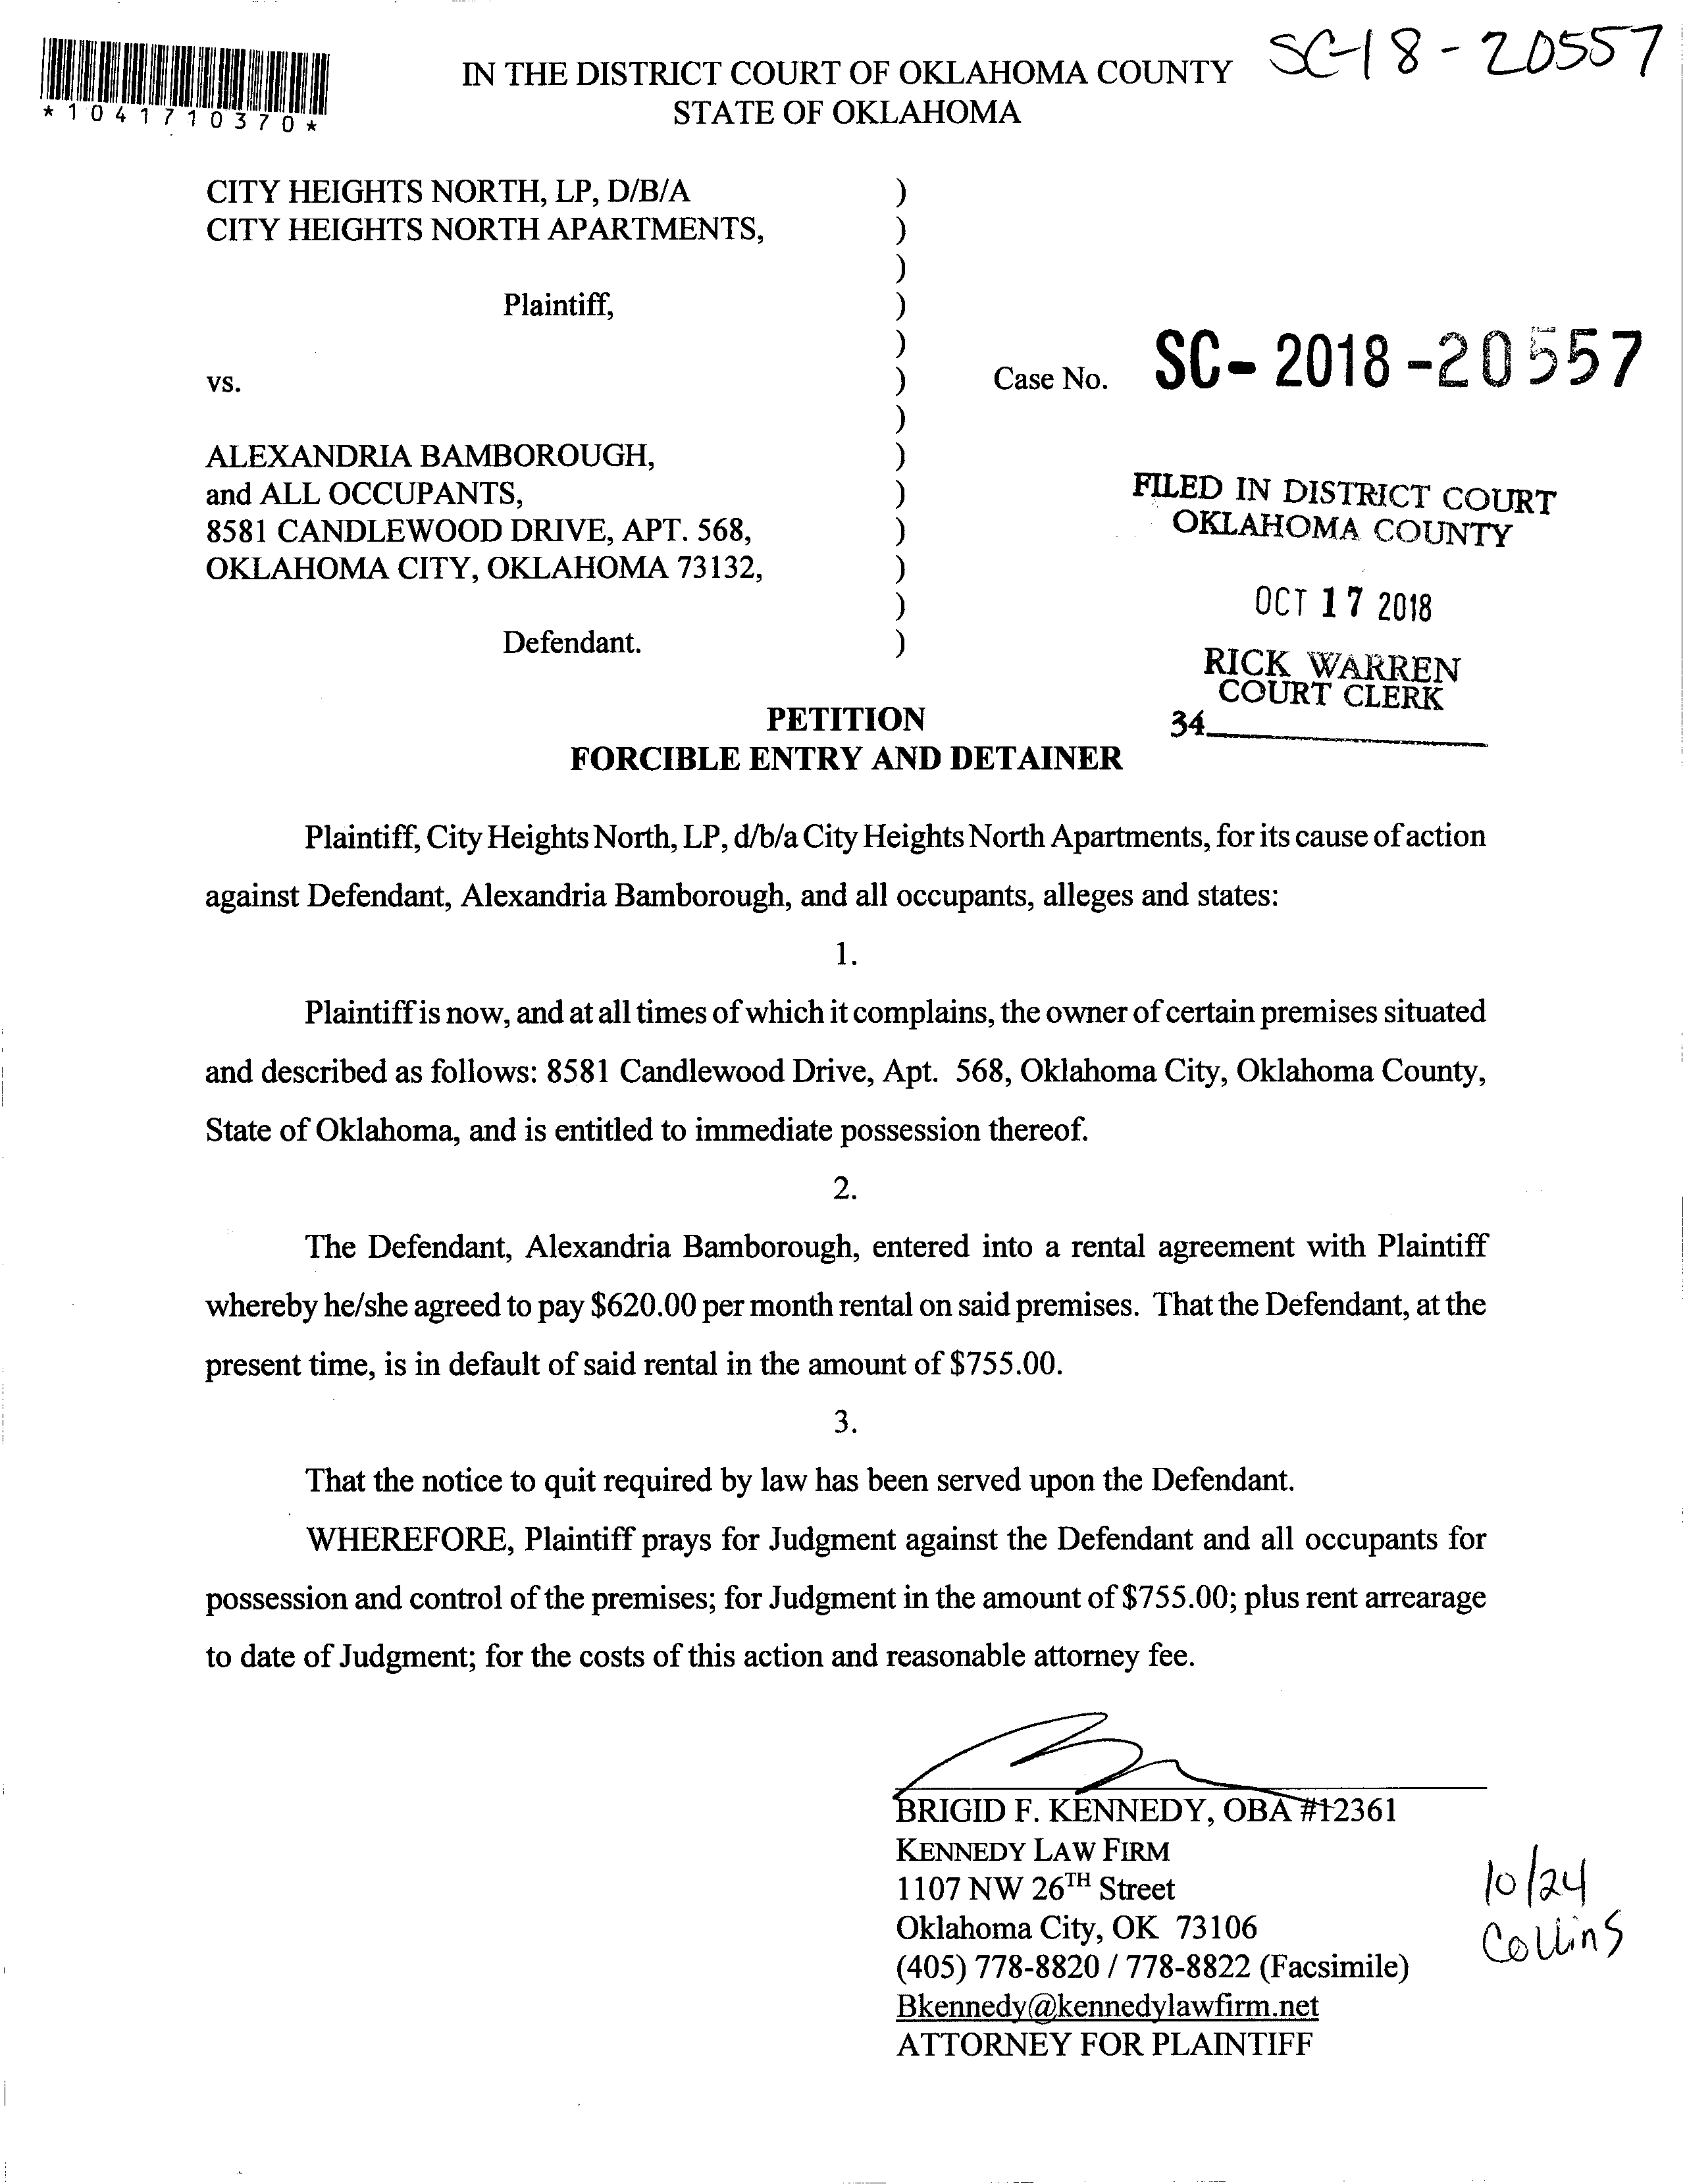 SC-18-20557
*1041710370*
IN THE DISTRICT COURT OF OKLAHOMA COUNTY
STATE OF OKLAHOMA
CITY HEIGHTS NORTH, LP, D/B/A )
CITY HEIGHTS NORTH APARTMENTS, )
)
Plaintiff, )
)
vs. ) Case No. SC-2018-20557
)
ALEXANDRIA BAMBOROUGH, )
and ALL OCCUPANTS, )
8581 CANDLEWOOD DRIVE, APT. 568, )
OKLAHOMA CITY, OKLAHOMA 73132, )
)
Defendant. )
FILED IN DISTRICT COURT
OKLAHOMA COUNTY
OCT 17 2018
RICK WARREN
COURT CLERK
34
PETITION
FORCIBLE ENTRY AND DETAINER
Plaintiff, City Heights North, LP, d/b/a City Heights North Apartments, for its cause of action
against Defendant, Alexandria Bamborough, and all occupants, alleges and states:
1.
Plaintiff is now, and at all times of which it complains, the owner of certain premises situated
and described as follows: 8581 Candlewood Drive, Apt. 568, Oklahoma City, Oklahoma County,
State of Oklahoma, and is entitled to immediate possession thereof.
2.
The Defendant, Alexandria Bamborough, entered into a rental agreement with Plaintiff
whereby he/she agreed to pay $620.00 per month rental on said premises. That the Defendant, at the
present time, is in default of said rental in the amount of $755.00.
3.
That the notice to quit required by law has been served upon the Defendant.
WHEREFORE, Plaintiff prays for Judgment against the Defendant and all occupants for
possession and control of the premises; for Judgment in the amount of $755.00; plus rent arrearage
to date of Judgment; for the costs of this action and reasonable attorney fee.
BRIGID F. KENNEDY, OBA #12361
KENNEDY LAW FIRM
1107 NW 26TH Street
Oklahoma City, OK 73106
(405) 778-8820 / 778-8822 (Facsimile)
Bkennedy@kennedylawfirm.net
ATTORNEY FOR PLAINTIFF
10/24
Collins